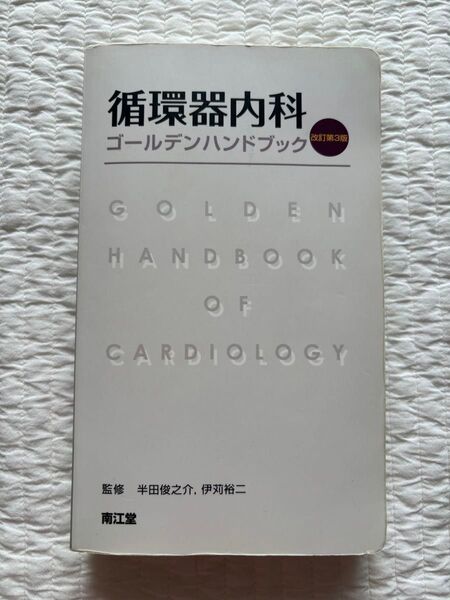 循環器内科
ゴールデンハンドブック
改訂第3版
GOLDEN
HANDBOOK
OF
CARDIOLOGY
監修 半田俊之介, 伊苅裕二
南江堂